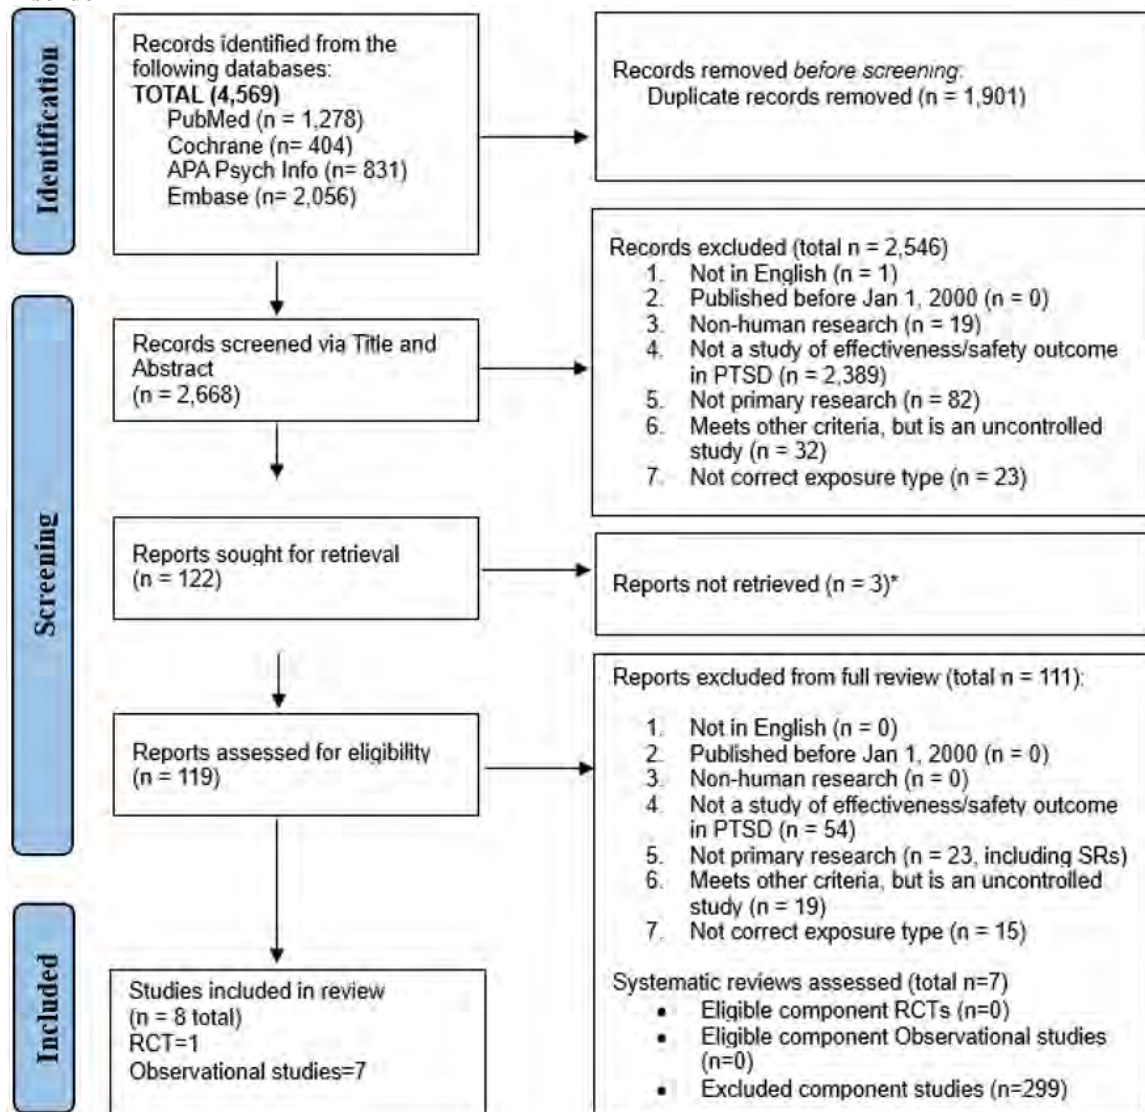 Identification
Records identified from the
following databases:
TOTAL (4,569)
PubMed (n = 1,278)
Cochrane (n= 404)
APA Psych Info (n= 831)
Embase (n= 2,056)
Records removed before screening:
Duplicate records removed (n = 1,901)
Screening
Records screened via Title and
Abstract
(n = 2,668)
Records excluded (total n = 2,546)
1. Not in English (n = 1)
2. Published before Jan 1, 2000 (n = 0)
3. Non-human research (n = 19)
4. Not a study of effectiveness/safety outcome
in PTSD (n = 2,389)
5. Not primary research (n = 82)
6. Meets other criteria, but is an uncontrolled
study (n = 32)
7. Not correct exposure type (n = 23)
Reports sought for retrieval
(n = 122)
Reports not retrieved (n = 3)*
Reports assessed for eligibility
(n = 119)
Reports excluded from full review (total n = 111):
1. Not in English (n = 0)
2. Published before Jan 1, 2000 (n = 0)
3. Non-human research (n = 0)
4. Not a study of effectiveness/safety outcome
in PTSD (n = 54)
5. Not primary research (n = 23, including SRs)
6. Meets other criteria, but is an uncontrolled
study (n = 19)
7. Not correct exposure type (n = 15)
Systematic reviews assessed (total n=7)
• Eligible component RCTs (n=0)
• Eligible component Observational studies
(n=0)
• Excluded component studies (n=299)
Included
Studies included in review
(n = 8 total)
RCT=1
Observational studies=7